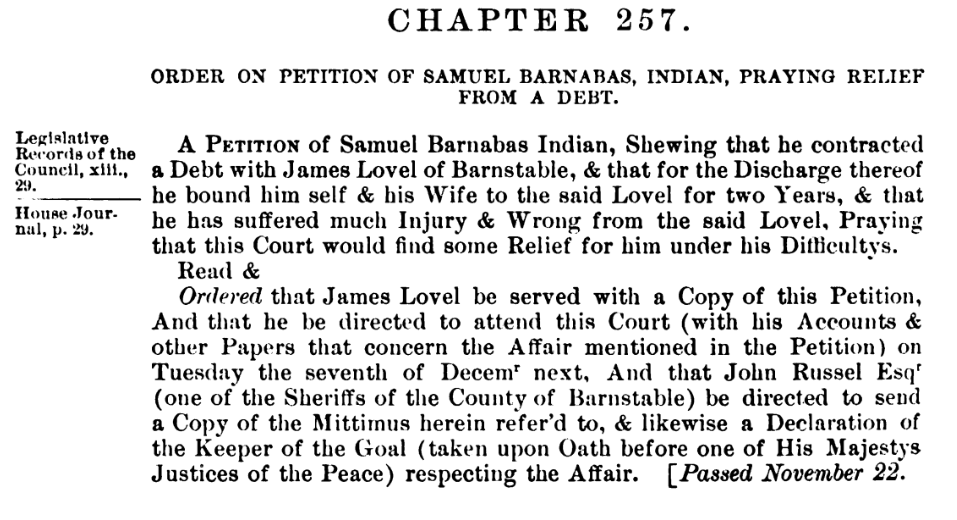 CHAPTER 257.
ORDER ON PETITION OF SAMUEL BARNABAS, INDIAN, PRAYING RELIEF
FROM A DEBT.
Legislative
Records of the
Council, xiii.,
29.
House Jour-
nal, p. 29.
A PETITION of Samuel Barnabas Indian, Shewing that he contracted
a Debt with James Lovel of Barnstable, & that for the Discharge thereof
he bound him self & his Wife to the said Lovel for two Years, & that
he has suffered much Injury & Wrong from the said Lovel, Praying
that this Court would find some Relief for him under his Difficultys.
Read &
Ordered that James Lovel be served with a Copy of this Petition,
And that he be directed to attend this Court (with his Accounts &
other Papers that concern the Affair mentioned in the Petition) on
Tuesday the seventh of Decemʳ next, And that John Russel Esqʳ
(one of the Sheriffs of the County of Barnstable) be directed to send
a Copy of the Mittimus herein refer'd to, & likewise a Declaration of
the Keeper of the Goal (taken upon Oath before one of His Majestys
Justices of the Peace) respecting the Affair. [Passed November 22.